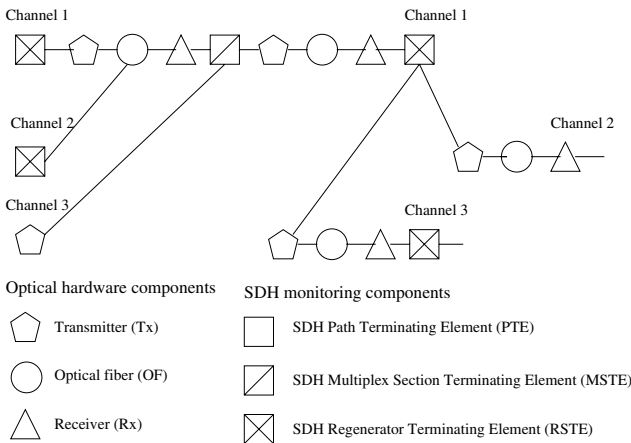 Channel 1
Channel 1
Channel 2
Channel 2
Channel 3
Channel 3
Optical hardware components
SDH monitoring components
Transmitter (Tx)
SDH Path Terminating Element (PTE)
Optical fiber (OF)
SDH Multiplex Section Terminating Element (MSTE)
Receiver (Rx)
SDH Regenerator Terminating Element (RSTE)